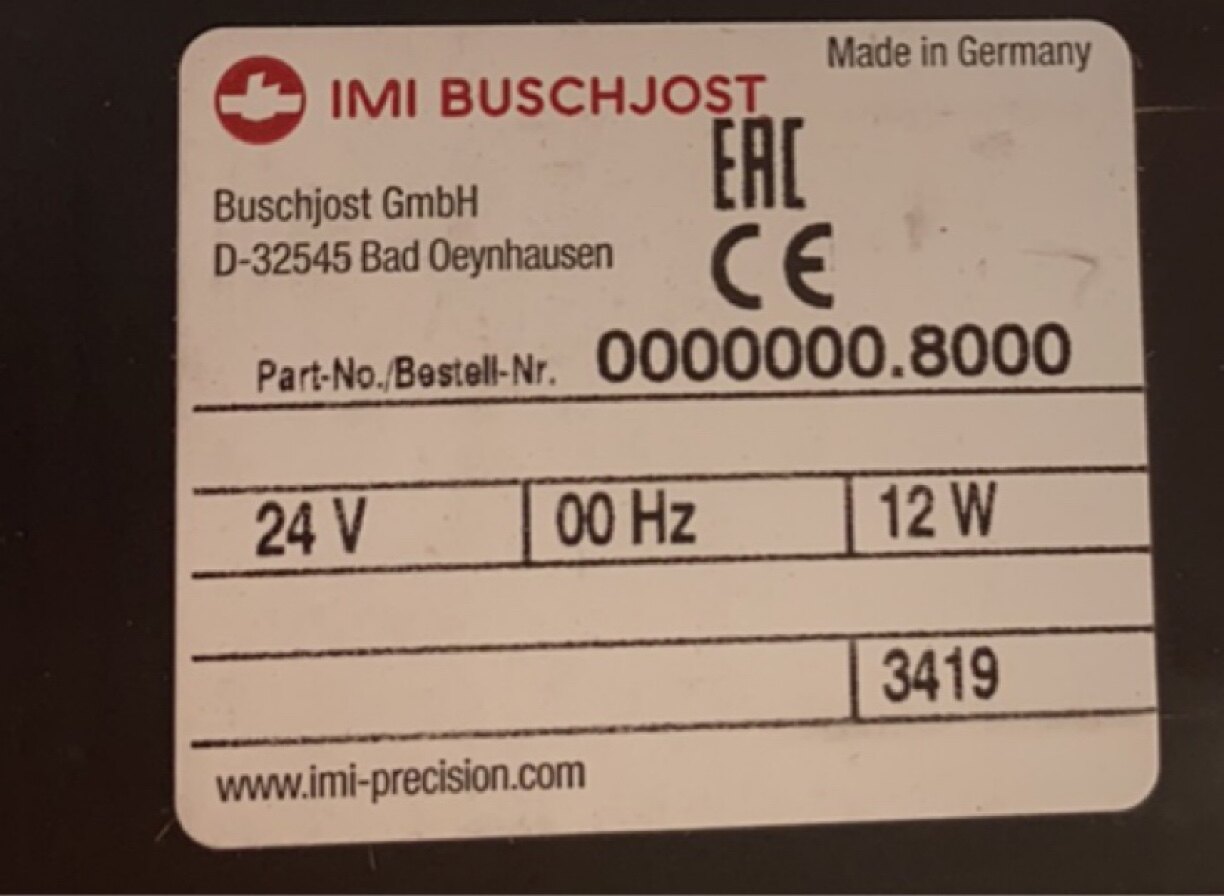 Made in Germany
IMI BUSCHJOST
EAC
CE
Buschjost GmbH
D-32545 Bad Oeynhausen
Part-No./Bestell-Nr. 0000000.8000
24 V 00 Hz 12 W
3419
www.imi-precision.com